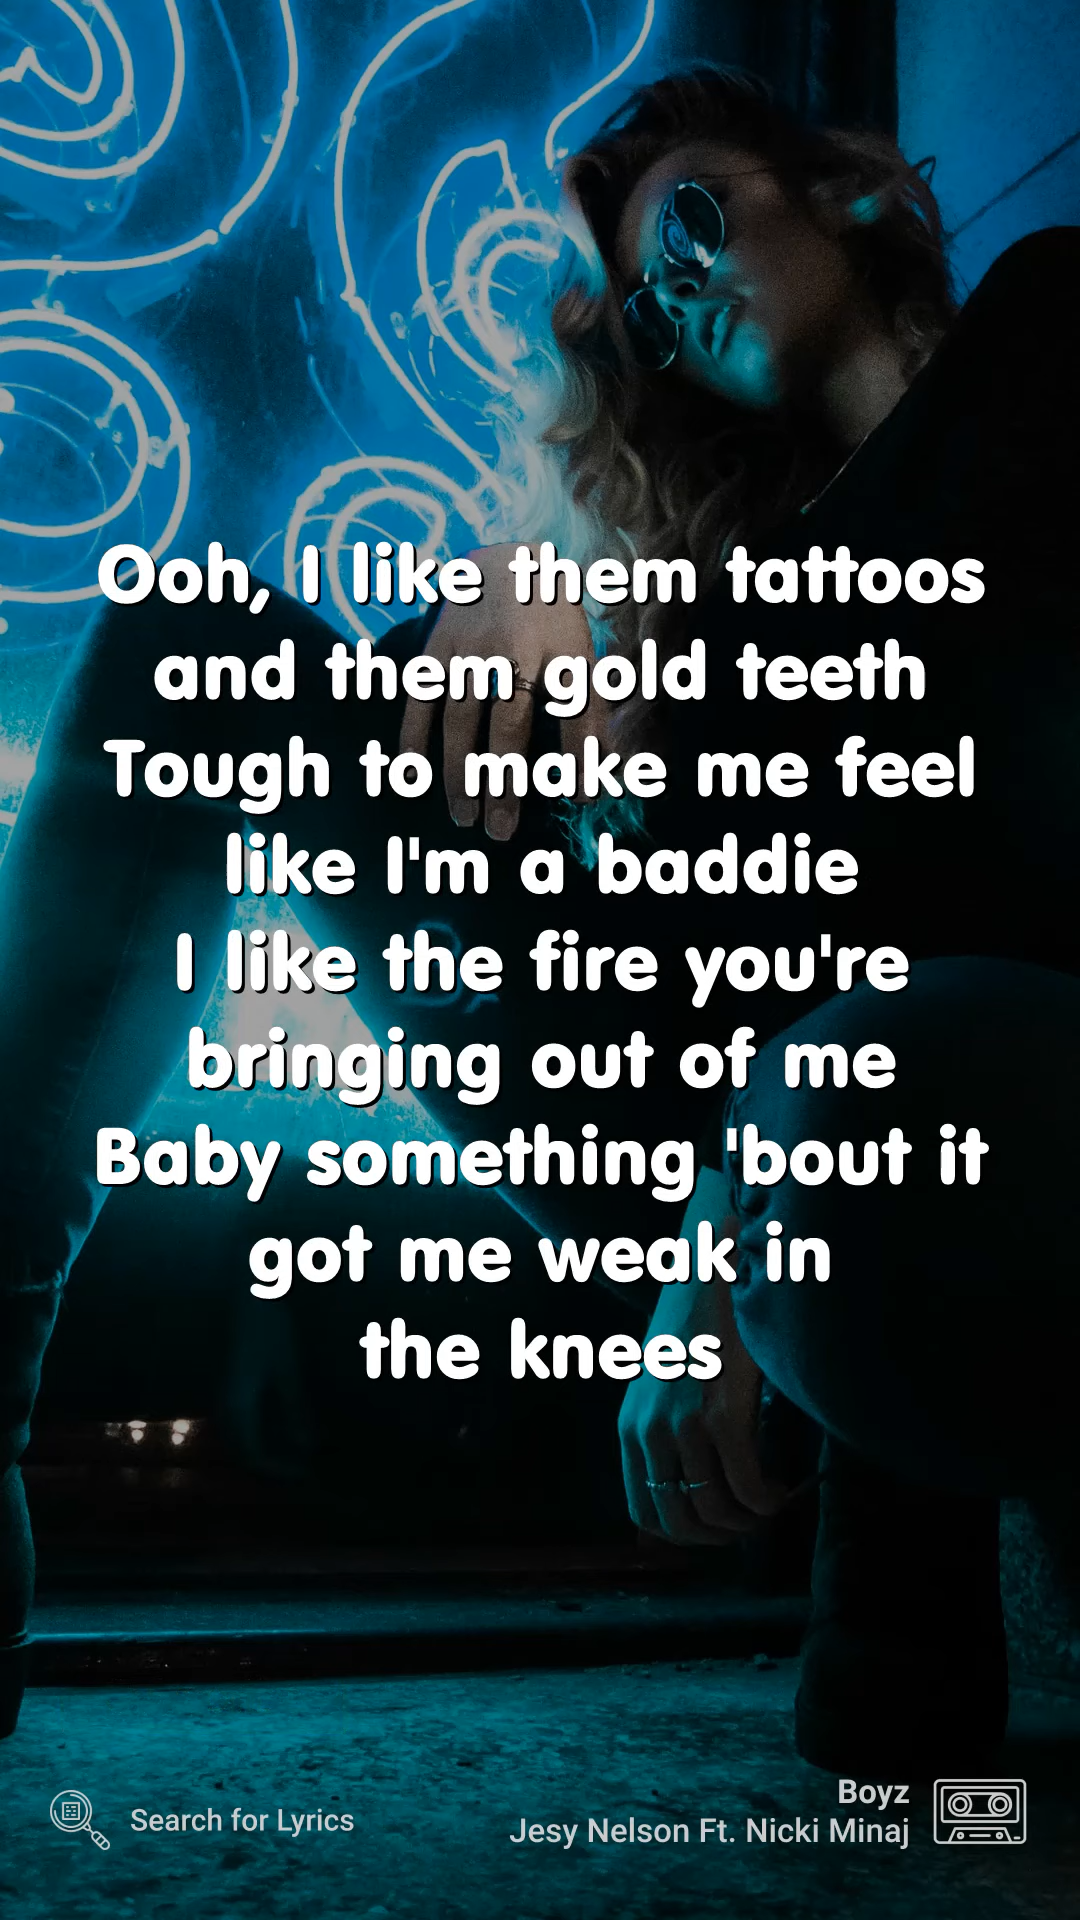 Ooh, I like them tattoos
and them gold teeth
Tough to make me feel
like I'm a baddie
I like the fire you're
bringing out of me
Baby something 'bout it
got me weak in
the knees
Search for Lyrics
Boyz
Jesy Nelson Ft. Nicki Minaj